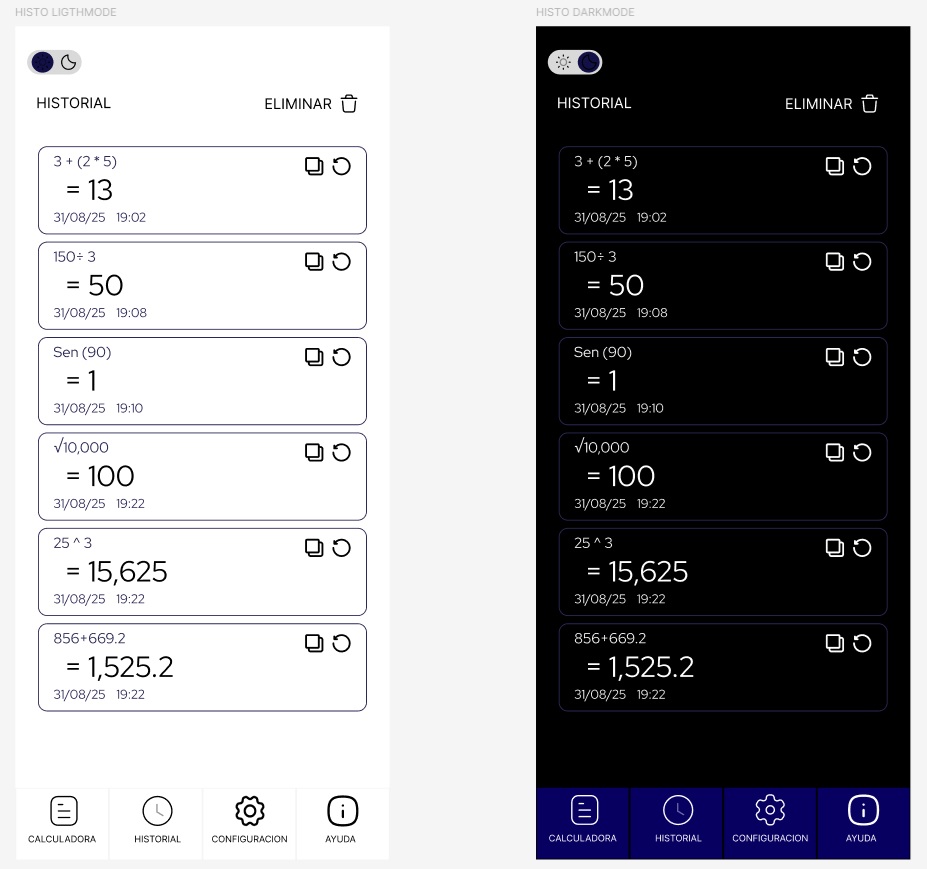 HISTO LIGTHMODE
HISTORIAL
ELIMINAR
3 + (2 * 5)
= 13
31/08/25 19:02
150÷ 3
= 50
31/08/25 19:08
Sen (90)
= 1
31/08/25 19:10
√10,000
= 100
31/08/25 19:22
25 ^ 3
= 15,625
31/08/25 19:22
856+669.2
= 1,525.2
31/08/25 19:22
CALCULADORA
HISTORIAL
CONFIGURACION
AYUDA
HISTO DARKMODE
HISTORIAL
ELIMINAR
3 + (2 * 5)
= 13
31/08/25 19:02
150÷ 3
= 50
31/08/25 19:08
Sen (90)
= 1
31/08/25 19:10
√10,000
= 100
31/08/25 19:22
25 ^ 3
= 15,625
31/08/25 19:22
856+669.2
= 1,525.2
31/08/25 19:22
CALCULADORA
HISTORIAL
CONFIGURACION
AYUDA